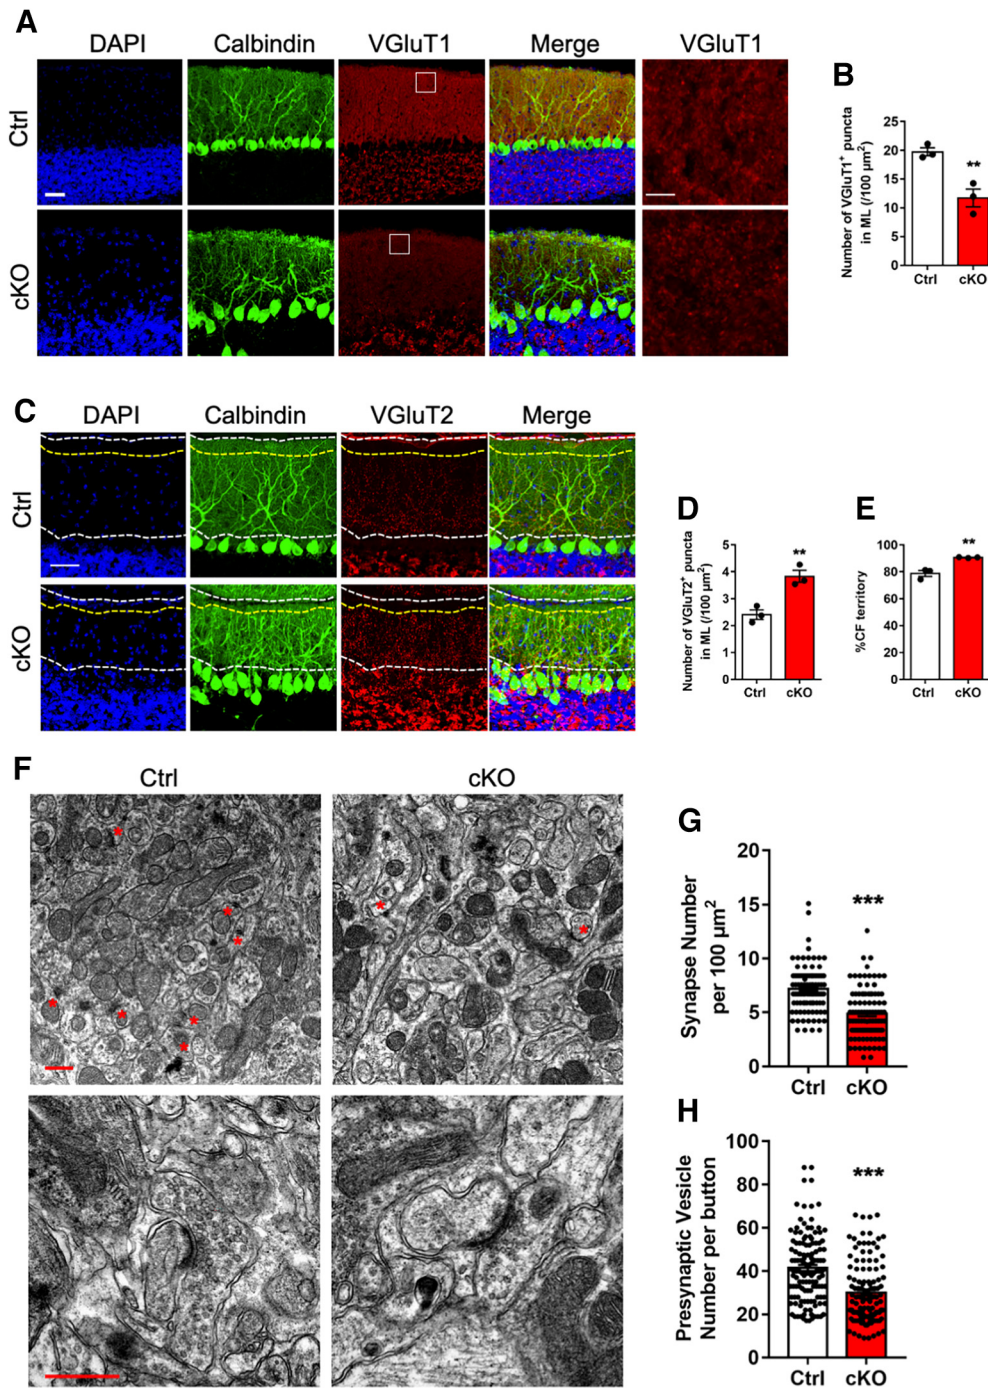 A
DAPI Calbindin VGluT1 Merge VGluT1
Ctrl
cKO
B
Number of VGluT1⁺ puncta
in ML (/100 µm²)
25
20
15
10
5
0
**
Ctrl cKO
C
DAPI Calbindin VGluT2 Merge
Ctrl
cKO
D
Number of VGluT2⁺ puncta
in ML (/100 µm²)
5
4
3
2
1
0
**
Ctrl cKO
E
%CF territory
100
80
60
40
20
0
**
Ctrl cKO
F
Ctrl cKO
* * * * * * *
* *
G
Synapse Number
per 100 µm²
20
15
10
5
0
***
Ctrl cKO
H
Presynaptic Vesicle
Number per button
100
80
60
40
20
0
***
Ctrl cKO